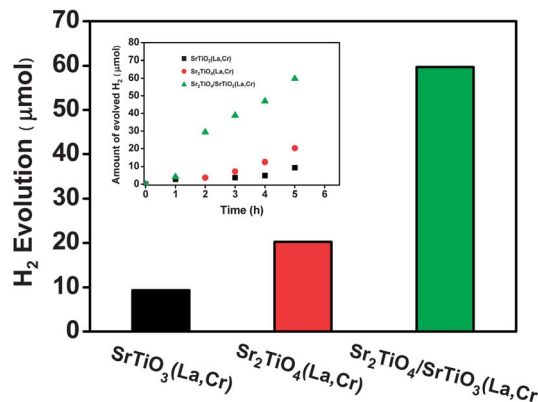 H₂ Evolution (μmol)
70
60
50
40
30
20
10
0
Amount of evolved H₂ (μmol)
80
70
60
50
40
30
20
10
0
SrTiO₃(La,Cr)
Sr₂TiO₄(La,Cr)
Sr₂TiO₄/SrTiO₃(La,Cr)
0 1 2 3 4 5 6
Time (h)
SrTiO₃(La,Cr)
Sr₂TiO₄(La,Cr)
Sr₂TiO₄/SrTiO₃(La,Cr